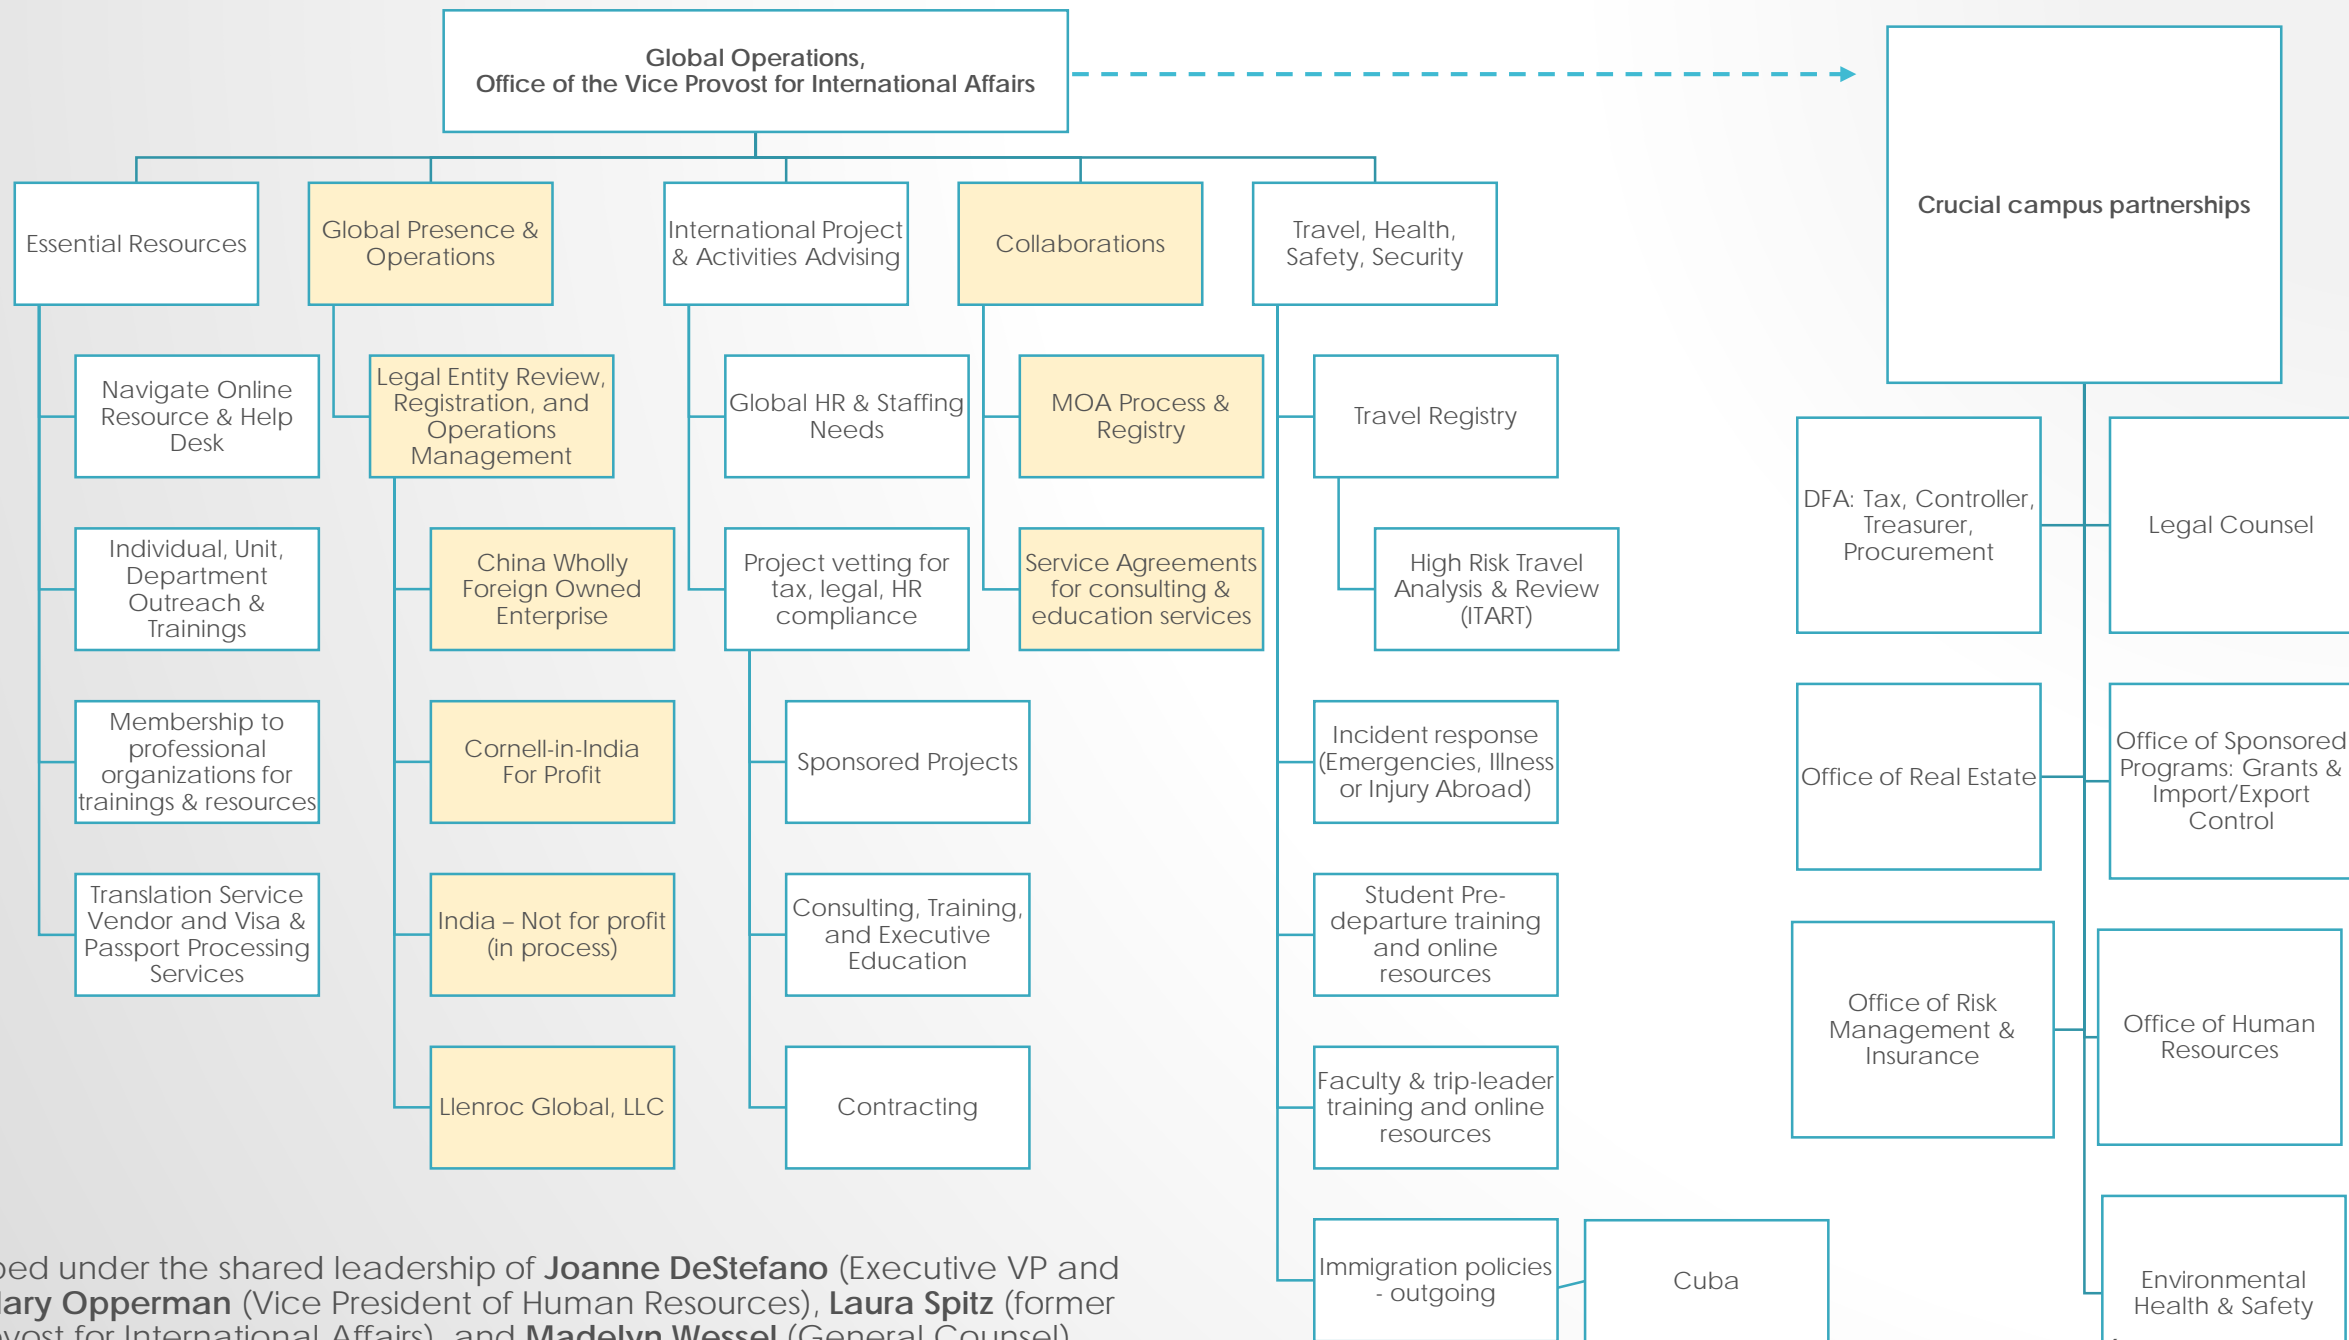 Global Operations,
Office of the Vice Provost for International Affairs
Crucial campus partnerships
Essential Resources
Navigate Online
Resource & Help
Desk
Individual, Unit,
Department
Outreach &
Trainings
Membership to
professional
organizations for
trainings & resources
Translation Service
Vendor and Visa &
Passport Processing
Services
Global Presence &
Operations
Legal Entity Review,
Registration, and
Operations
Management
China Wholly
Foreign Owned
Enterprise
Cornell-in-India
For Profit
India – Not for profit
(in process)
Llenroc Global, LLC
International Project
& Activities Advising
Global HR & Staffing
Needs
Project vetting for
tax, legal, HR
compliance
Sponsored Projects
Consulting, Training,
and Executive
Education
Contracting
Collaborations
MOA Process &
Registry
Service Agreements
for consulting &
education services
Travel, Health,
Safety, Security
Travel Registry
High Risk Travel
Analysis & Review
(ITART)
Incident response
(Emergencies, Illness
or Injury Abroad)
Student Pre-
departure training
and online
resources
Faculty & trip-leader
training and online
resources
Immigration policies
- outgoing
Cuba
DFA: Tax, Controller,
Treasurer,
Procurement
Legal Counsel
Office of Real Estate
Office of Sponsored
Programs: Grants &
Import/Export
Control
Office of Risk
Management &
Insurance
Office of Human
Resources
Environmental
Health & Safety
under the shared leadership of Joanne DeStefano (Executive VP and
Opperman (Vice President of Human Resources), Laura Spitz (former
for International Affairs), and Madelyn Wessel (General Counsel)